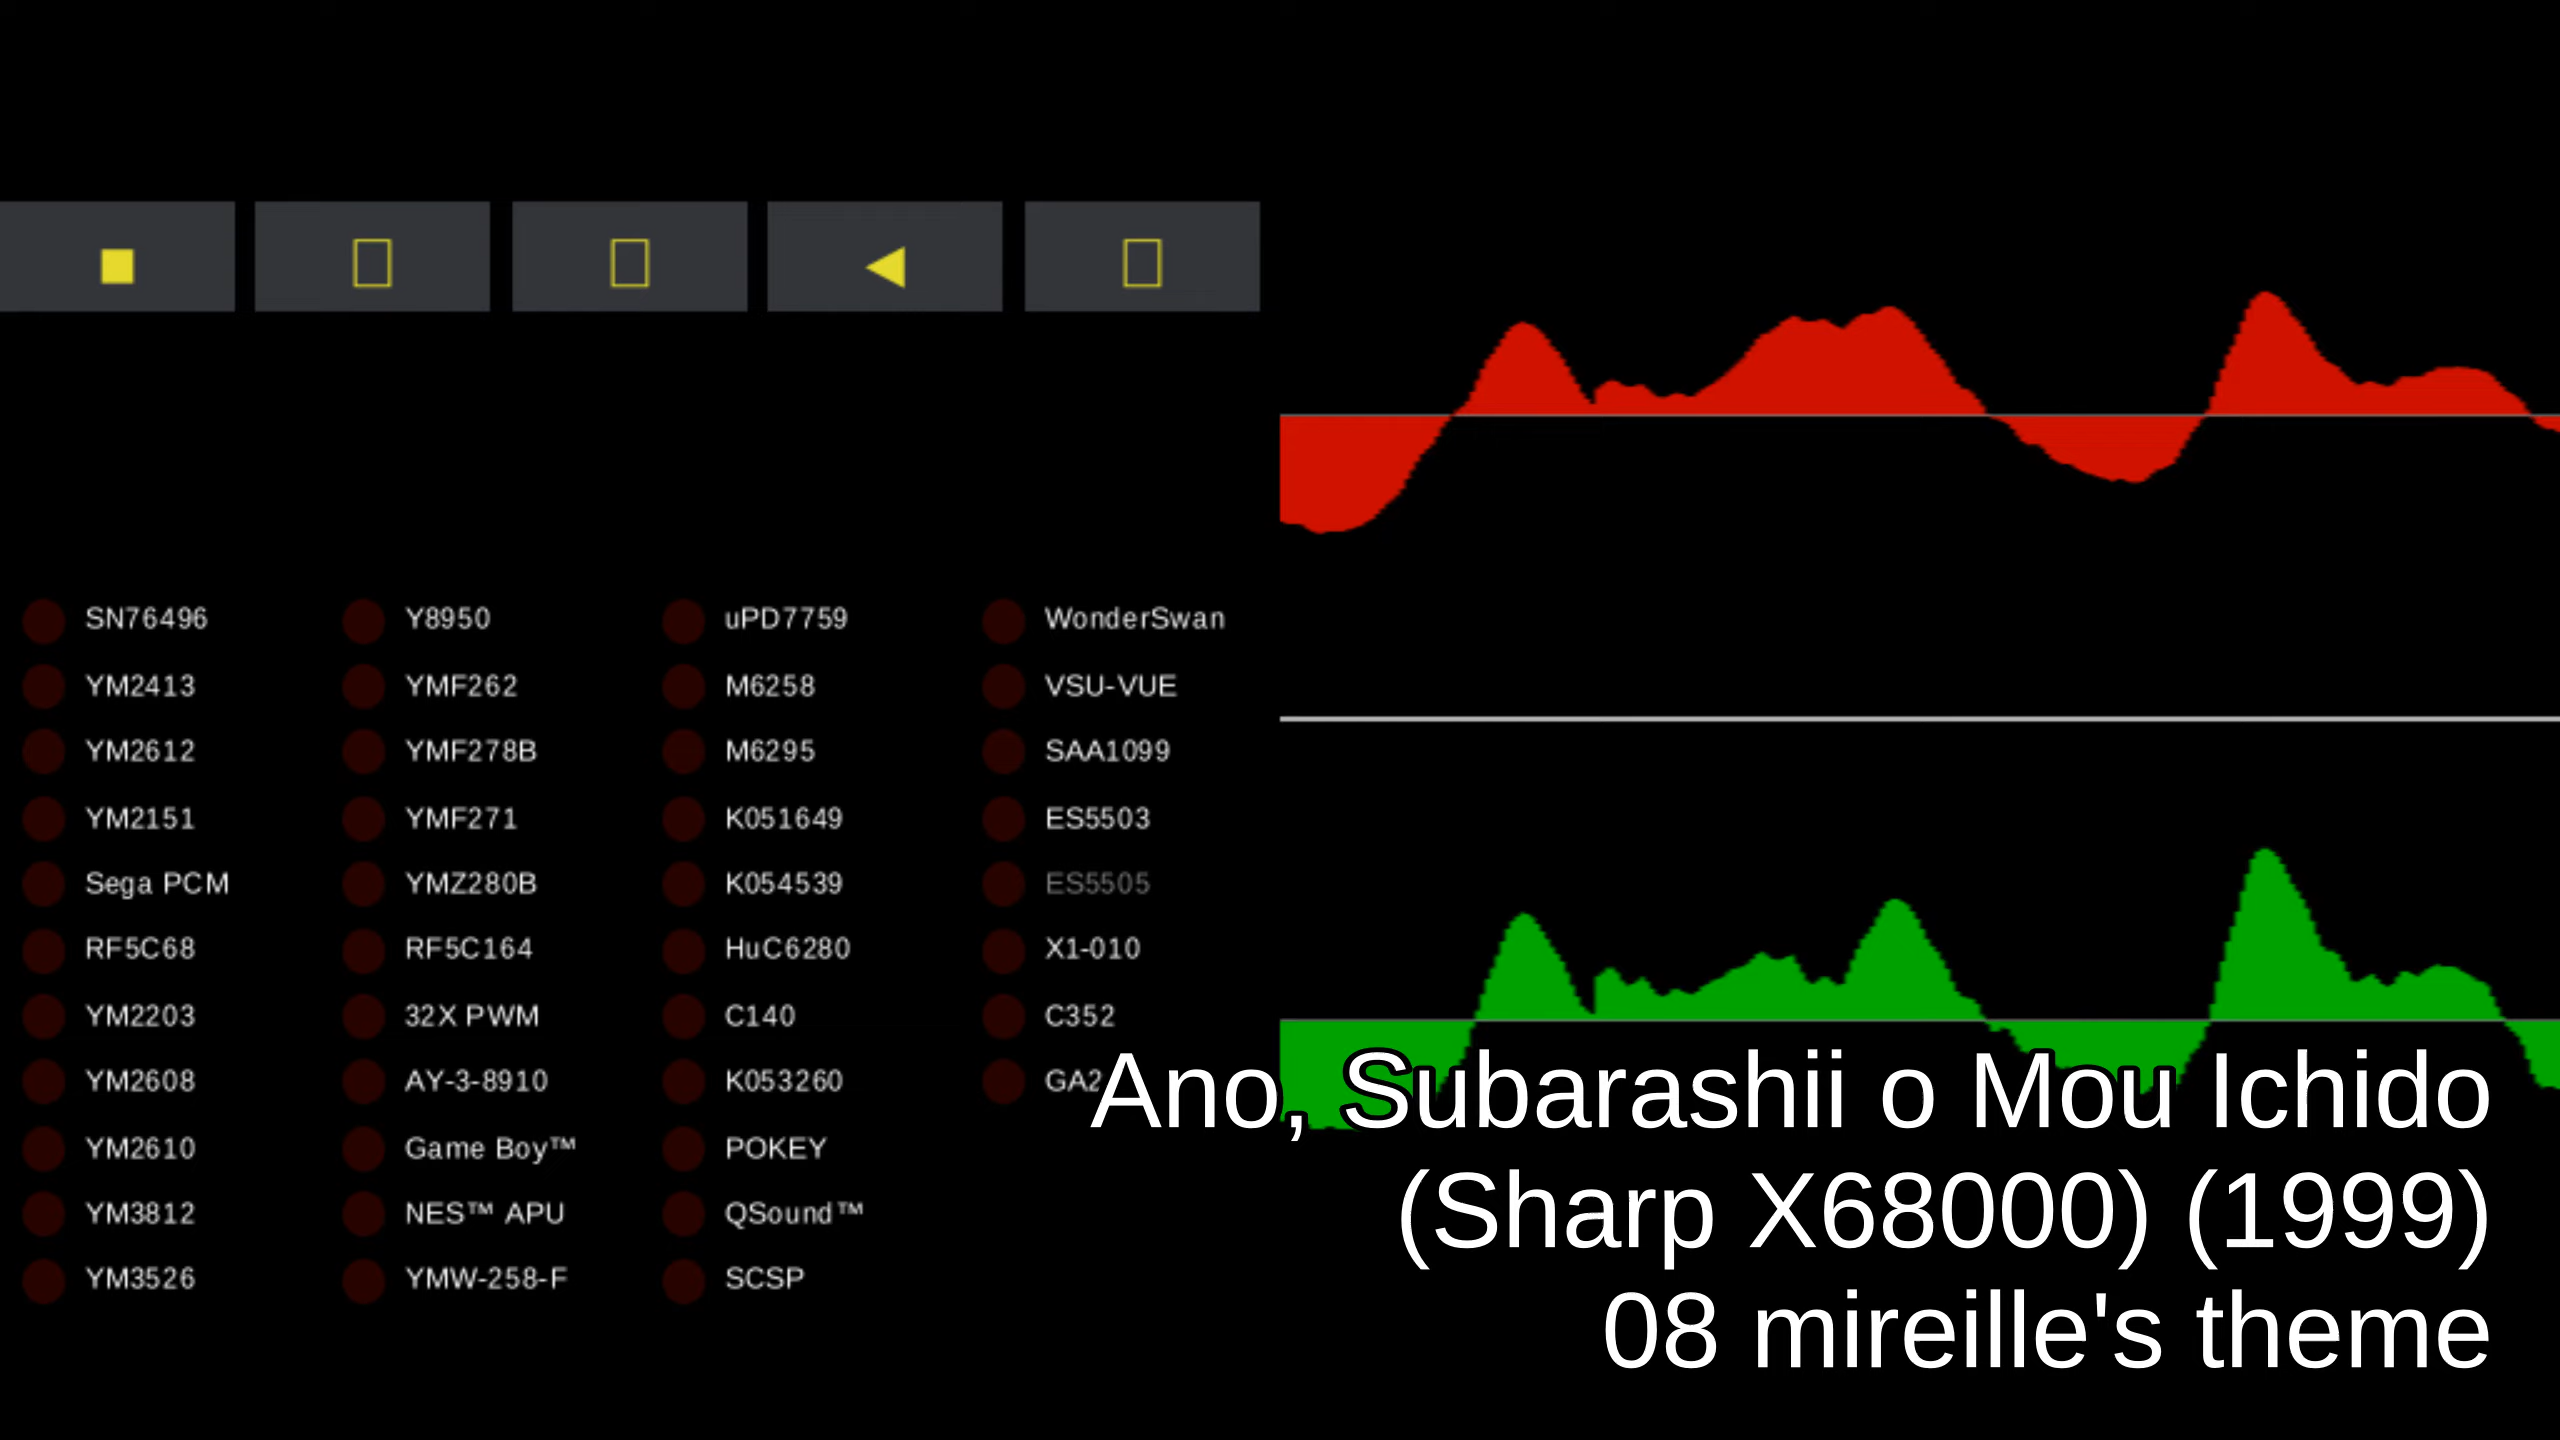 SN76496 Y8950 uPD7759 WonderSwan
YM2413 YMF262 M6258 VSU-VUE
YM2612 YMF278B M6295 SAA1099
YM2151 YMF271 K051649 ES5503
Sega PCM YMZ280B K054539 ES5505
RF5C68 RF5C164 HuC6280 X1-010
YM2203 32X PWM C140 C352
YM2608 AY-3-8910 K053260 GA2
YM2610 Game Boy™ POKEY
YM3812 NES™ APU QSound™
YM3526 YMW-258-F SCSP
Ano, Subarashii o Mou Ichido
(Sharp X68000) (1999)
08 mireille's theme